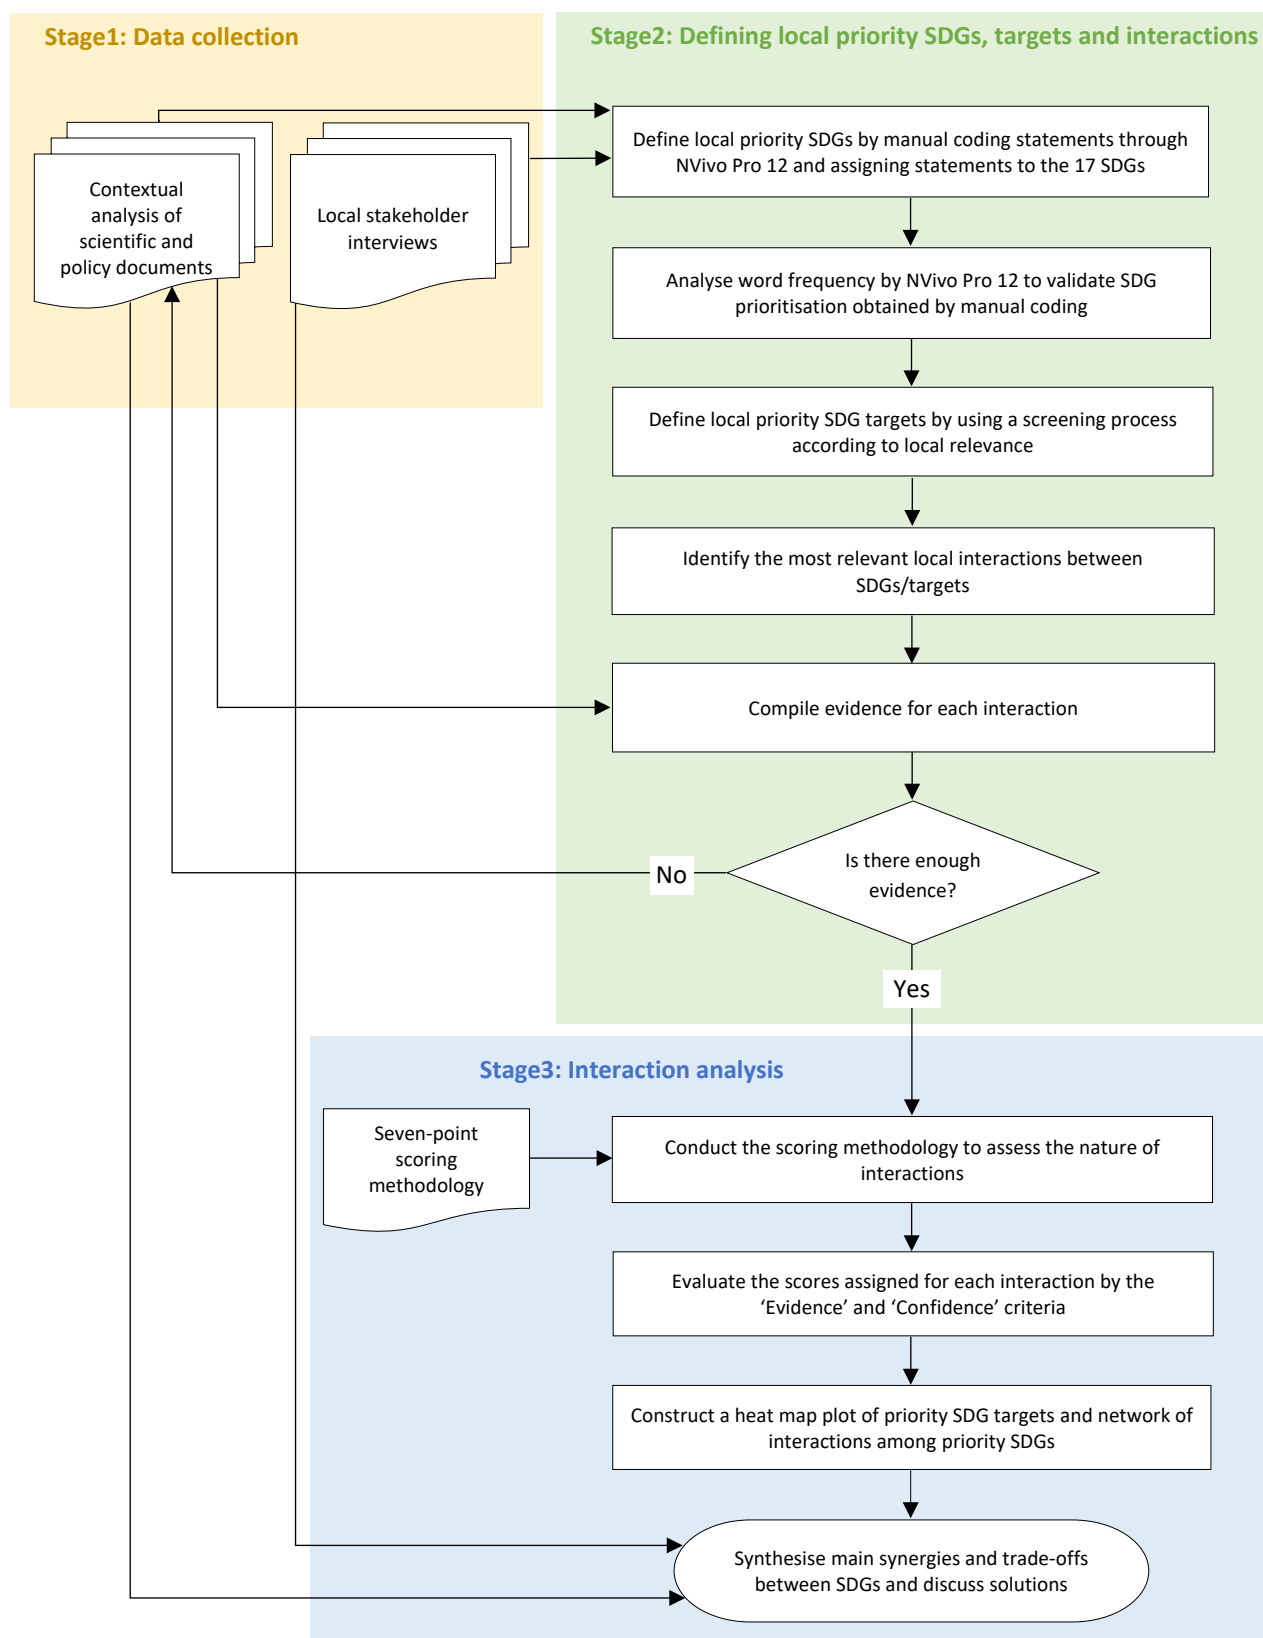 Stage1: Data collection
Stage2: Defining local priority SDGs, targets and interactions
Contextual
analysis of
scientific and
policy documents
Local stakeholder
interviews
Define local priority SDGs by manual coding statements through
NVivo Pro 12 and assigning statements to the 17 SDGs
Analyse word frequency by NVivo Pro 12 to validate SDG
prioritisation obtained by manual coding
Define local priority SDG targets by using a screening process
according to local relevance
Identify the most relevant local interactions between
SDGs/targets
Compile evidence for each interaction
Is there enough
evidence?
No
Yes
Stage3: Interaction analysis
Seven-point
scoring
methodology
Conduct the scoring methodology to assess the nature of
interactions
Evaluate the scores assigned for each interaction by the
‘Evidence’ and ‘Confidence’ criteria
Construct a heat map plot of priority SDG targets and network of
interactions among priority SDGs
Synthesise main synergies and trade-offs
between SDGs and discuss solutions